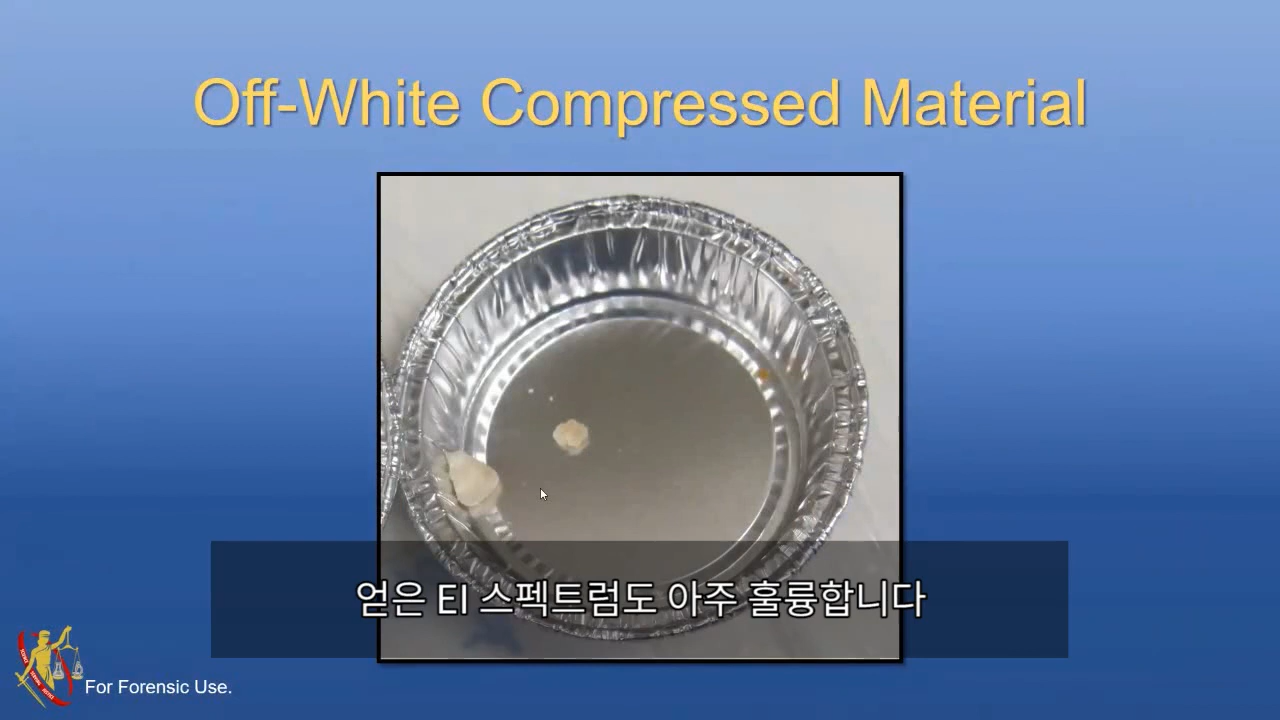 Off-White Compressed Material
얻은 EI 스펙트럼도 아주 훌륭합니다
For Forensic Use.